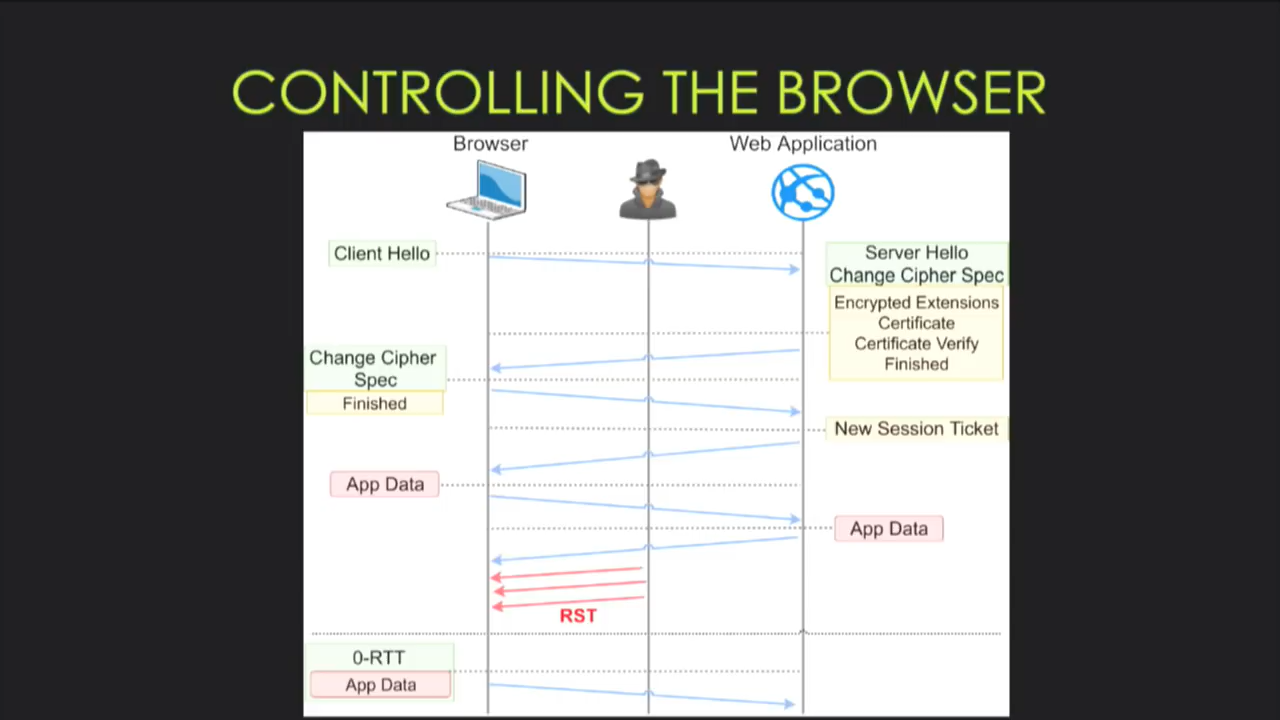 CONTROLLING THE BROWSER
Browser
Web Application
Client Hello
Server Hello
Change Cipher Spec
Encrypted Extensions
Certificate
Certificate Verify
Finished
Change Cipher
Spec
Finished
New Session Ticket
App Data
App Data
RST
0-RTT
App Data